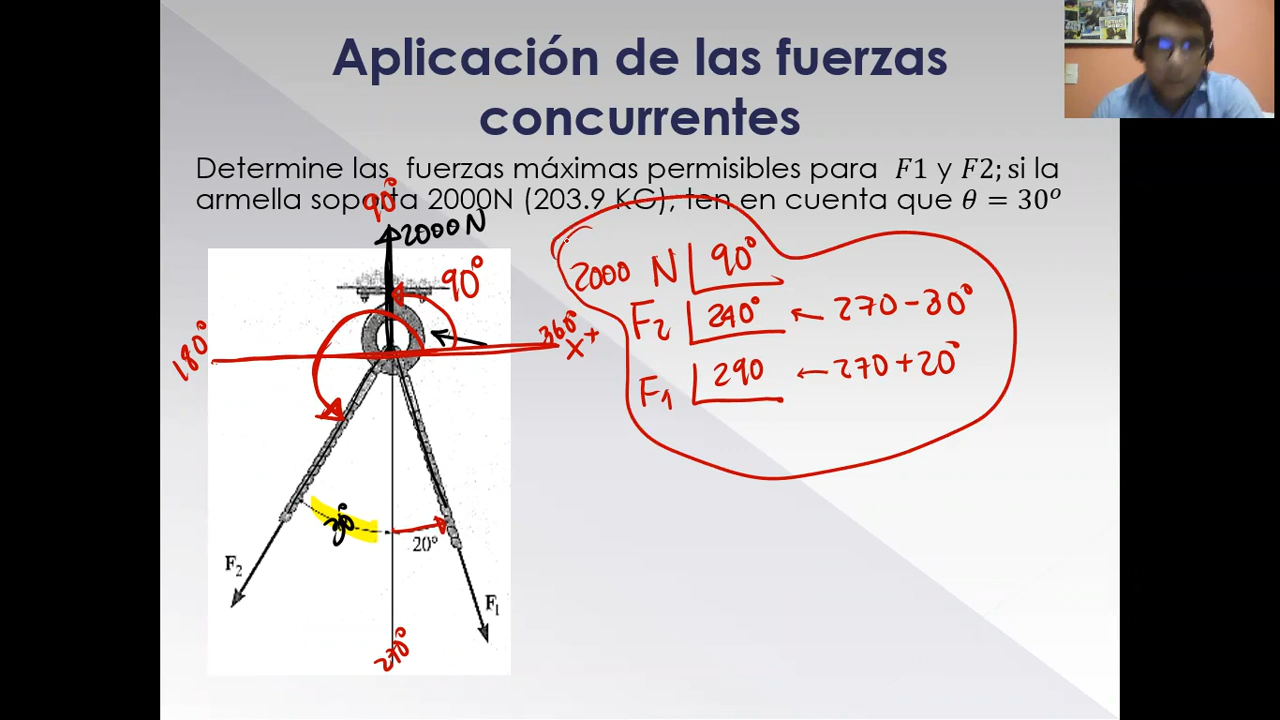 Aplicación de las fuerzas
concurrentes
Determine las fuerzas máximas permisibles para F1 y F2; si la
armella soporta 2000N (203.9 KG), ten en cuenta que θ = 30º
90°
2000N
90°
180°
360°
X+
30°
20°
F₂
F₁
270°
2000 N 90°
F₂ 240° ← 270-30°
F₁ 290 ← 270+20°